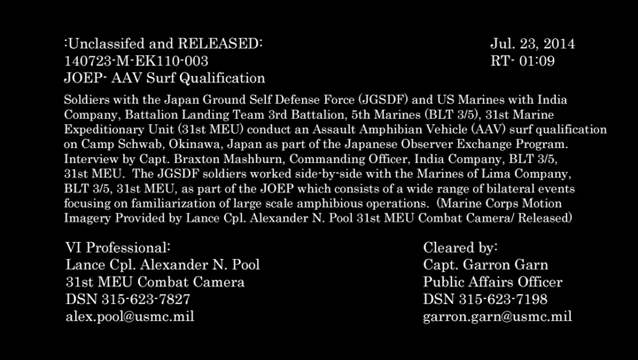 :Unclassifed and RELEASED:
Jul. 23, 2014
140723-M-EK110-003
RT- 01:09
JOEP- AAV Surf Qualification
Soldiers with the Japan Ground Self Defense Force (JGSDF) and US Marines with India
Company, Battalion Landing Team 3rd Battalion, 5th Marines (BLT 3/5), 31st Marine
Expeditionary Unit (31st MEU) conduct an Assault Amphibian Vehicle (AAV) surf qualification
on Camp Schwab, Okinawa, Japan as part of the Japanese Observer Exchange Program.
Interview by Capt. Braxton Mashburn, Commanding Officer, India Company, BLT 3/5,
31st MEU.  The JGSDF soldiers worked side-by-side with the Marines of Lima Company,
BLT 3/5, 31st MEU, as part of the JOEP which consists of a wide range of bilateral events
focusing on familiarization of large scale amphibious operations.  (Marine Corps Motion
Imagery Provided by Lance Cpl. Alexander N. Pool 31st MEU Combat Camera/ Released)
VI Professional:
Lance Cpl. Alexander N. Pool
31st MEU Combat Camera
DSN 315-623-7827
alex.pool@usmc.mil
Cleared by:
Capt. Garron Garn
Public Affairs Officer
DSN 315-623-7198
garron.garn@usmc.mil